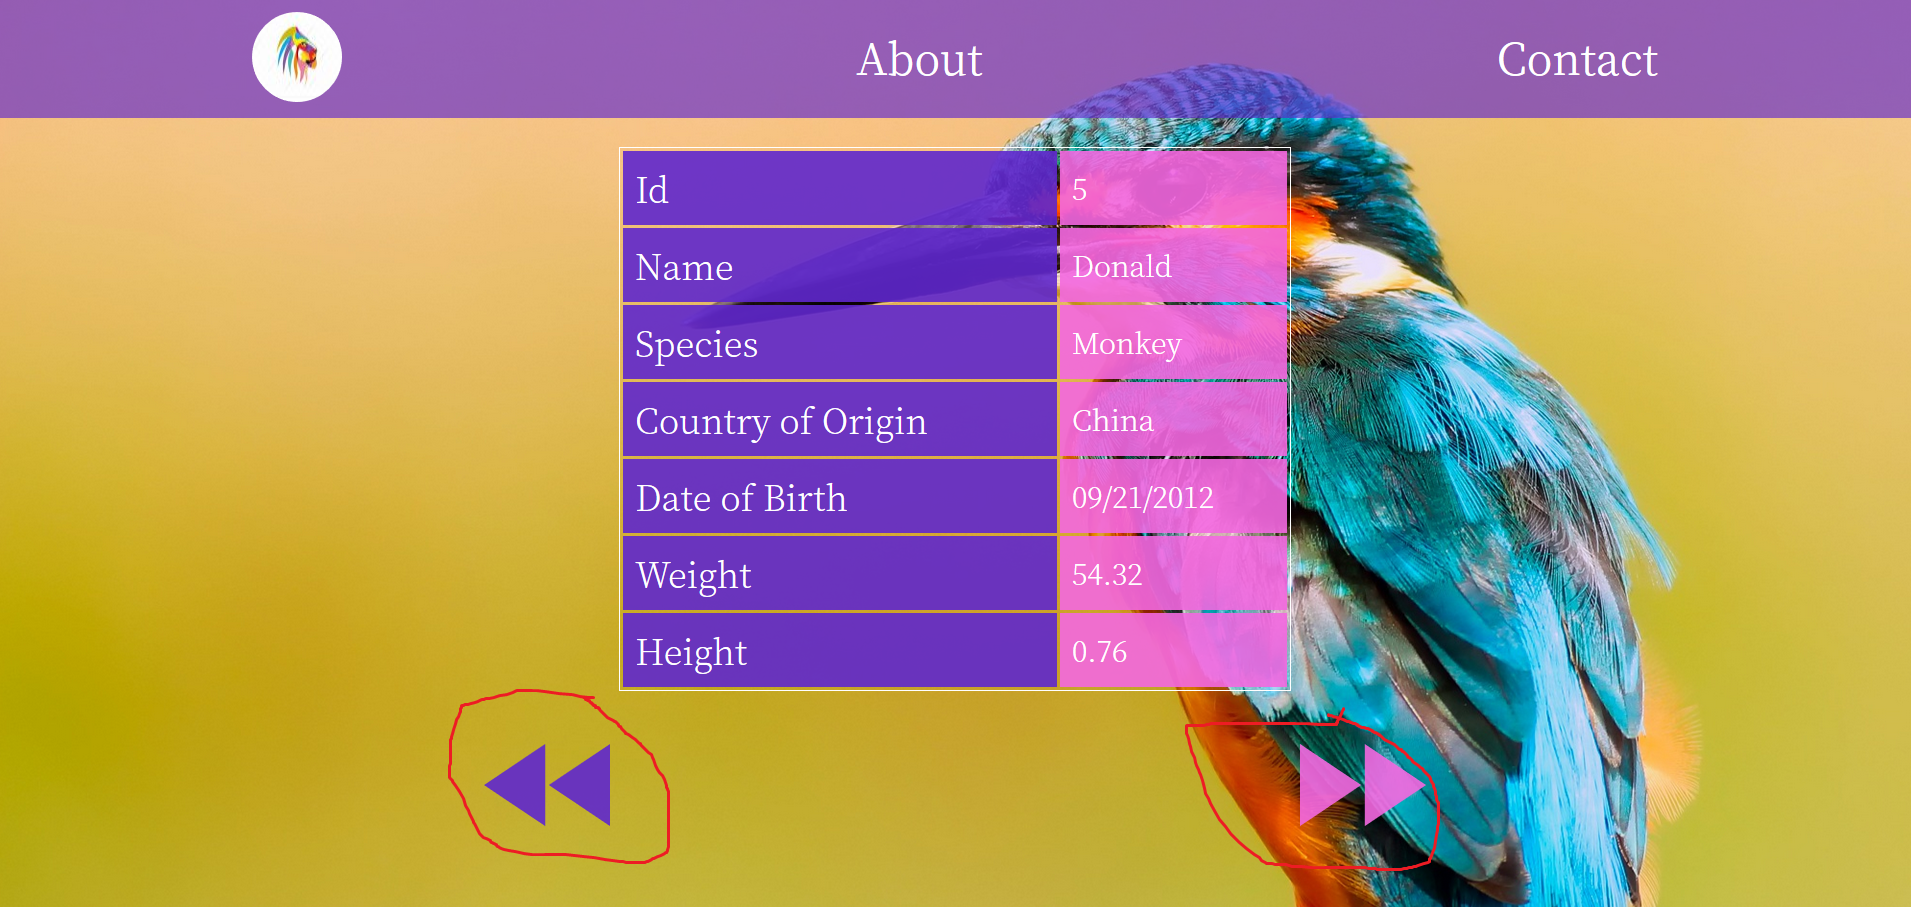 About Contact
Id 5
Name Donald
Species Monkey
Country of Origin China
Date of Birth 09/21/2012
Weight 54.32
Height 0.76